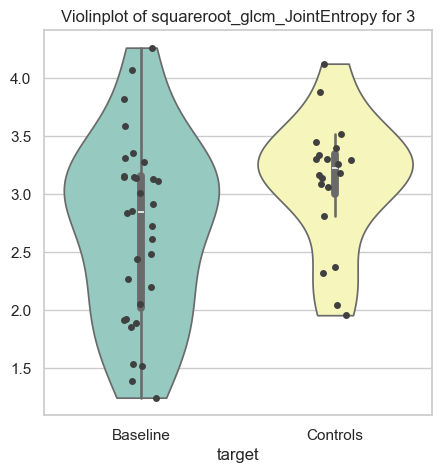 Violinplot of squareroot_glcm_JointEntropy for 3
4.0
3.5
3.0
2.5
2.0
1.5
Baseline Controls
target